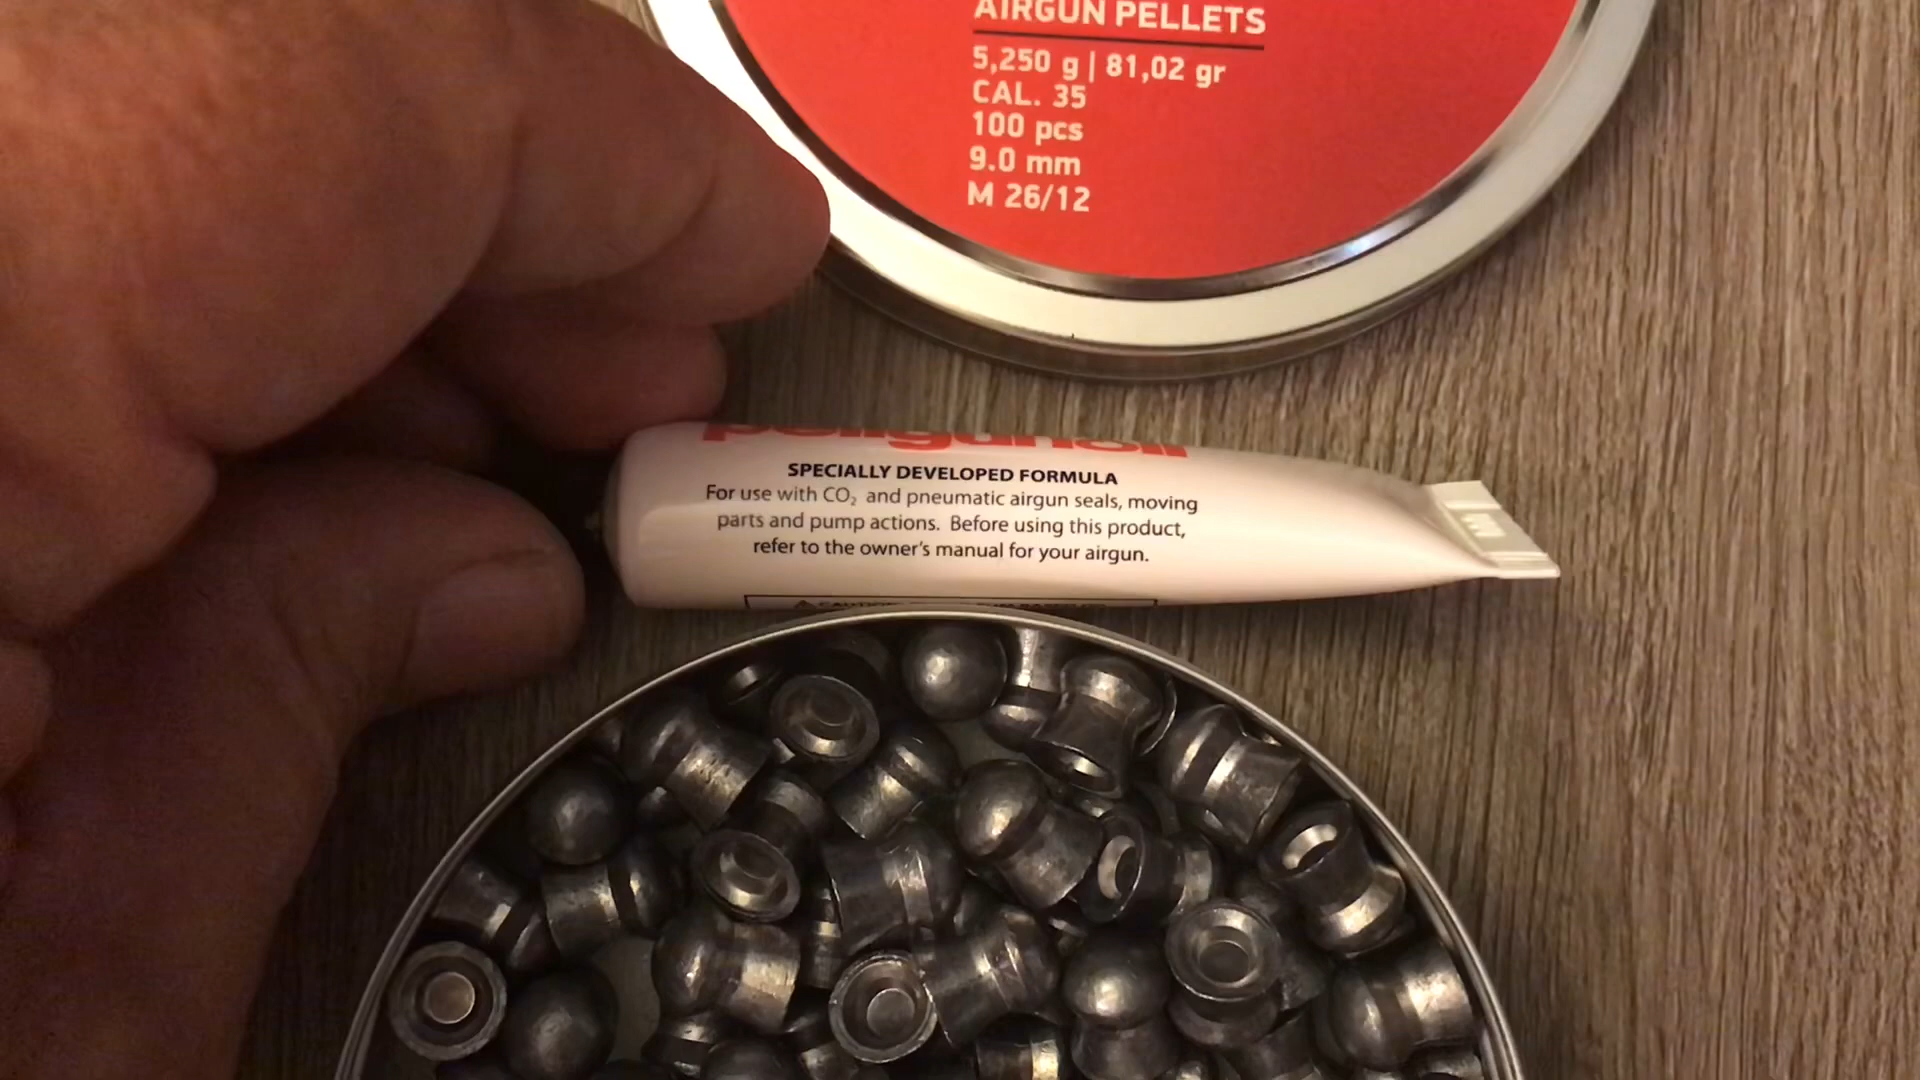 AIRGUN PELLETS
5,250 g | 81,02 gr
CAL. 35
100 pcs
9.0 mm
M 26/12
pellgunoil
SPECIALLY DEVELOPED FORMULA
For use with CO₂ and pneumatic airgun seals, moving
parts and pump actions. Before using this product,
refer to the owner's manual for your airgun.